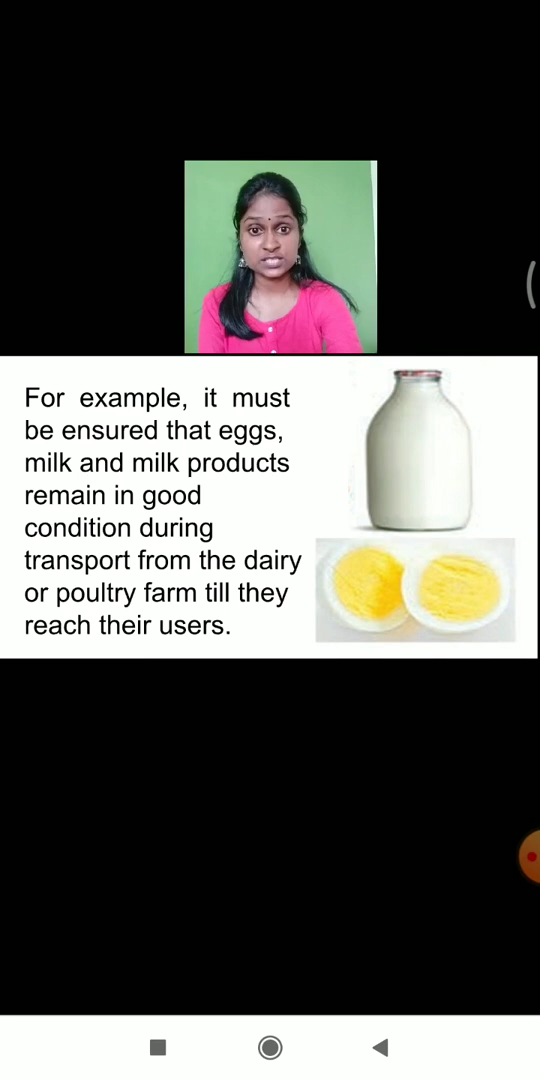 For example, it must
be ensured that eggs,
milk and milk products
remain in good
condition during
transport from the dairy
or poultry farm till they
reach their users.